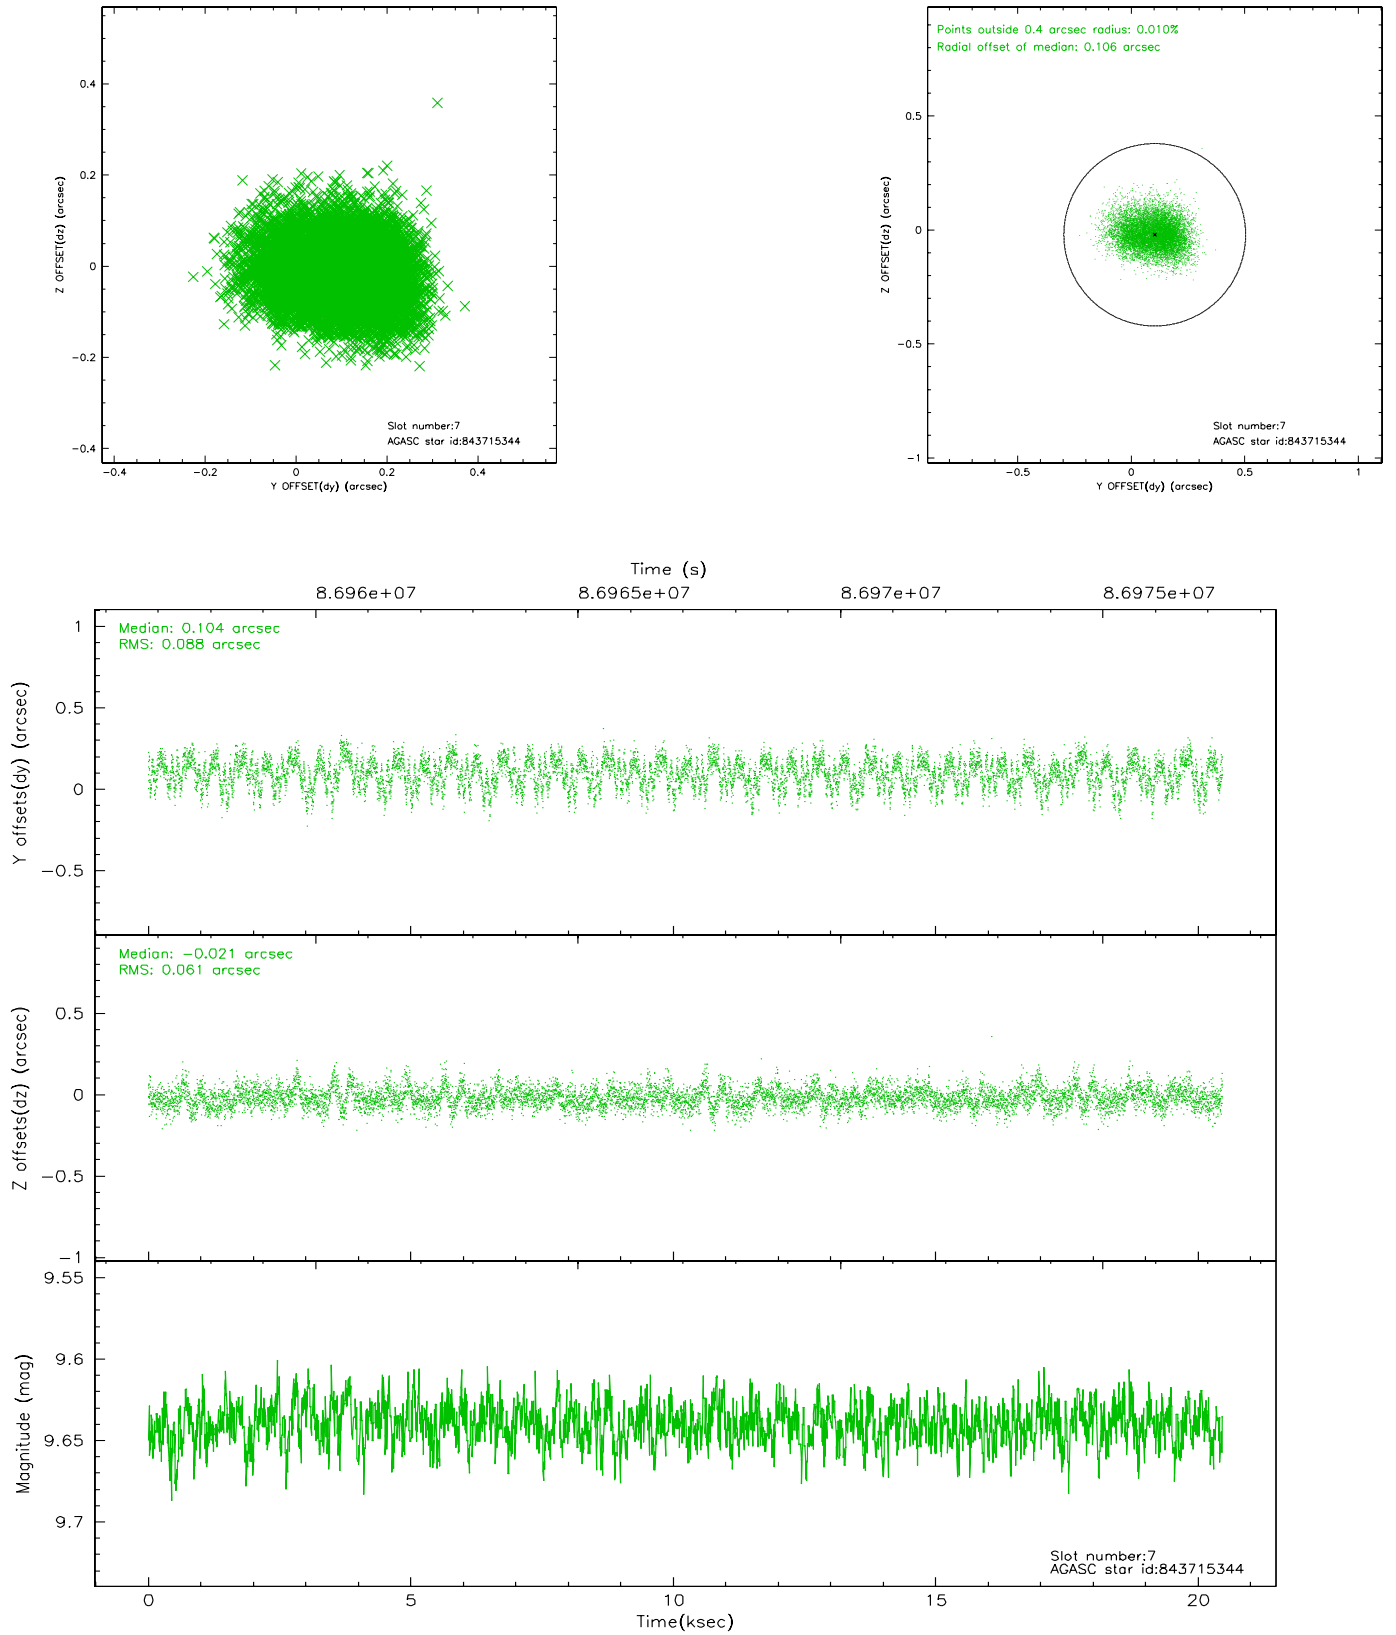 0.4
0.2
0
−0.2
−0.4
Z OFFSET(dz) (arcsec)
−0.4
−0.2
0
0.2
0.4
Y OFFSET(dy) (arcsec)
Slot number:7
AGASC star id:843715344
Points outside 0.4 arcsec radius: 0.010%
Radial offset of median: 0.106 arcsec
0.5
0
−0.5
−1
Z OFFSET(dz) (arcsec)
−0.5
0
0.5
1
Y OFFSET(dy) (arcsec)
Slot number:7
AGASC star id:843715344
Time (s)
8.696e+07
8.6965e+07
8.697e+07
8.6975e+07
Median: 0.104 arcsec
RMS: 0.088 arcsec
1
0.5
0
−0.5
Y offsets(dy) (arcsec)
Median: −0.021 arcsec
RMS: 0.061 arcsec
0.5
0
−0.5
−1
Z offsets(dz) (arcsec)
9.55
9.6
9.65
9.7
Magnitude (mag)
Slot number:7
AGASC star id:843715344
0
5
10
15
20
Time(ksec)